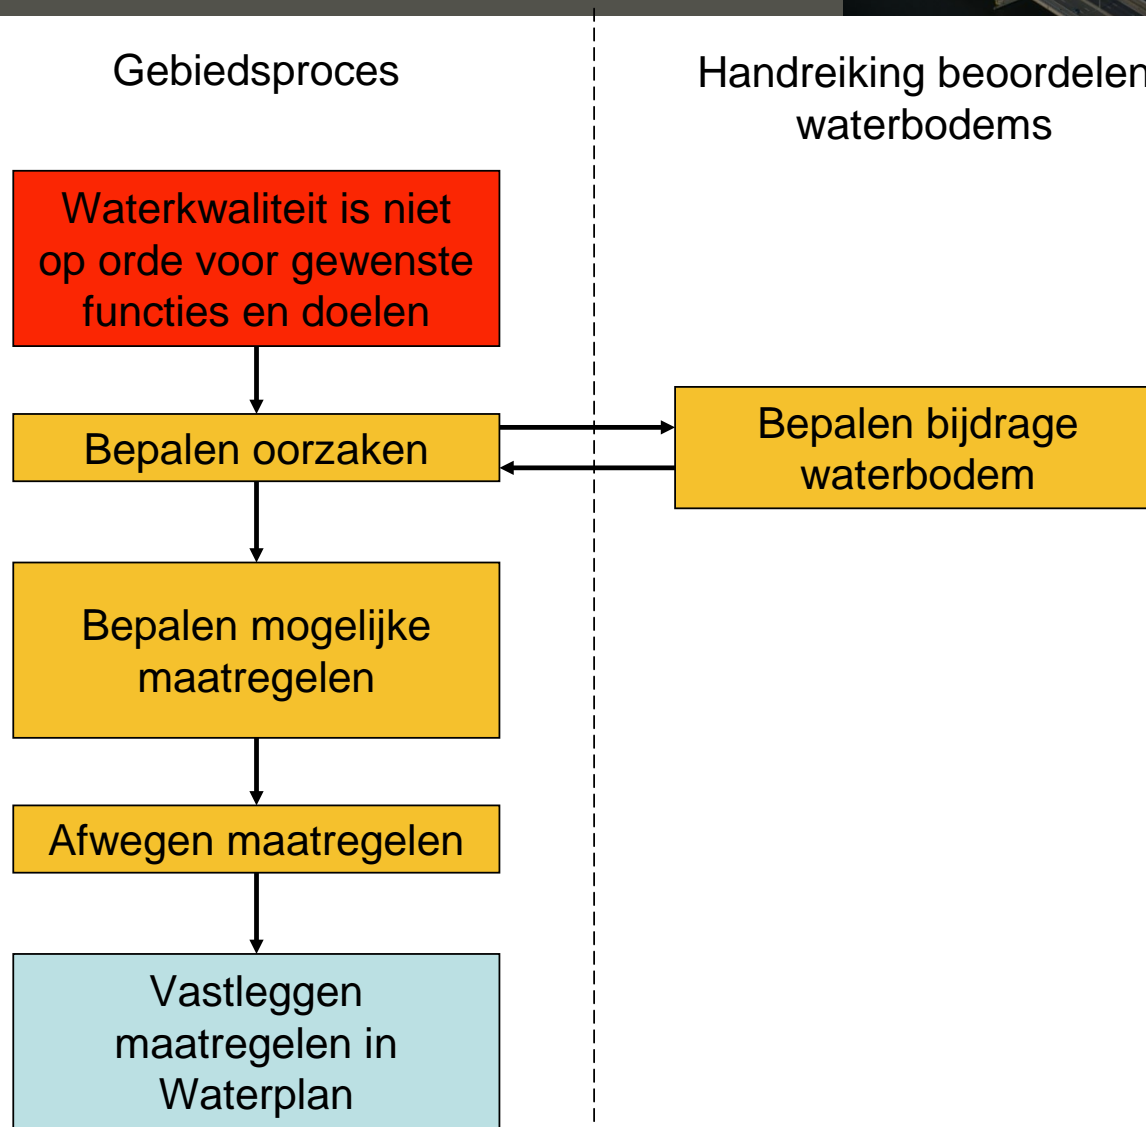 Gebiedsproces
Handreiking beoordelen
waterbodems
Waterkwaliteit is niet
op orde voor gewenste
functies en doelen
Bepalen oorzaken
Bepalen bijdrage
waterbodem
Bepalen mogelijke
maatregelen
Afwegen maatregelen
Vastleggen
maatregelen in
Waterplan